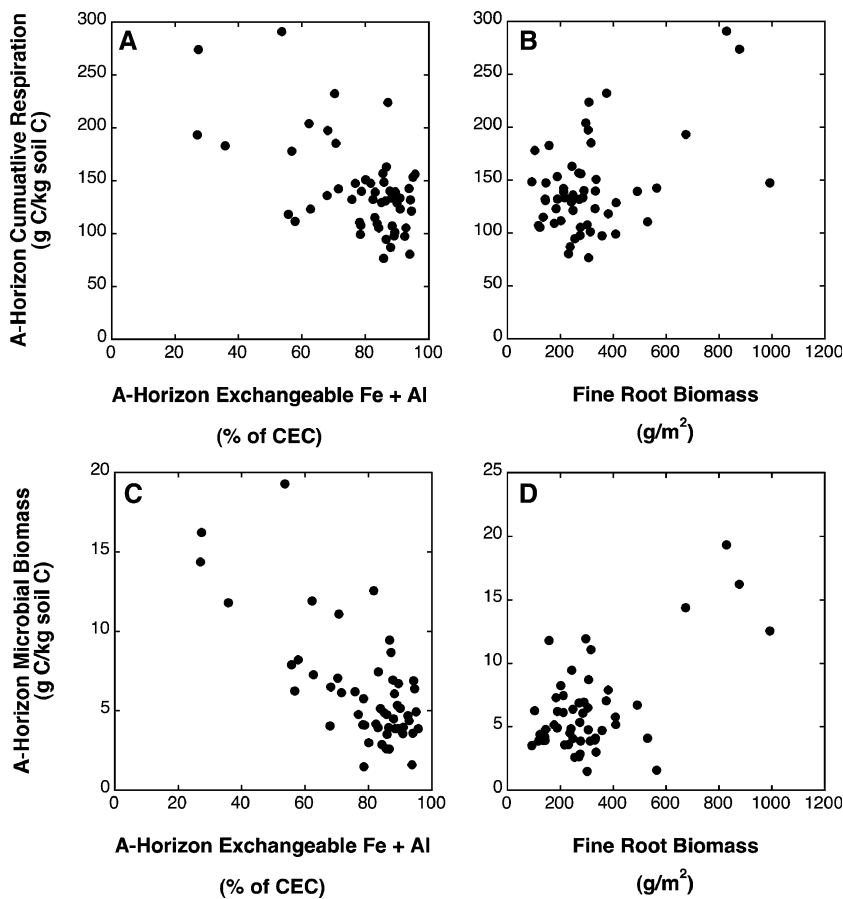 A
A-Horizon Cumuatlive Respiration
(g C/kg soil C)
300
250
200
150
100
50
0
0 20 40 60 80 100
A-Horizon Exchangeable Fe + Al
(% of CEC)
B
300
250
200
150
100
50
0
0 200 400 600 800 1000 1200
Fine Root Biomass
(g/m²)
C
A-Horizon Microbial Biomass
(g C/kg soil C)
20
15
10
5
0
0 20 40 60 80 100
A-Horizon Exchangeable Fe + Al
(% of CEC)
D
25
20
15
10
5
0
0 200 400 600 800 1000 1200
Fine Root Biomass
(g/m²)